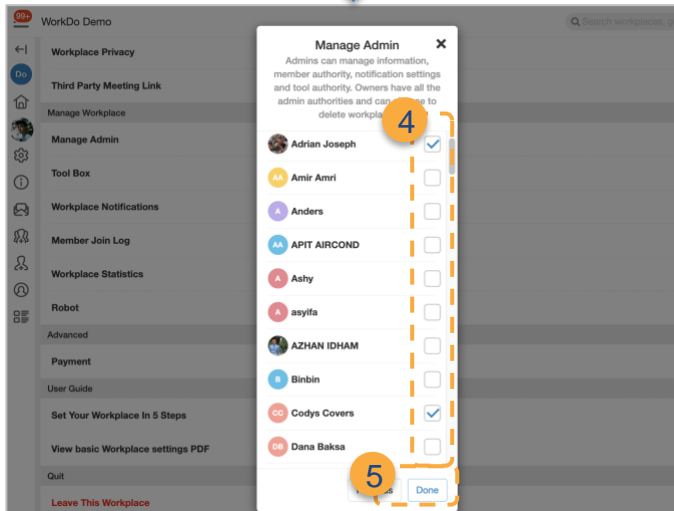 99+
WorkDo Demo
Search workplaces, g
Do
Workplace Privacy
Third Party Meeting Link
Manage Workplace
Manage Admin
Tool Box
Workplace Notifications
Member Join Log
Workplace Statistics
Robot
Advanced
Payment
User Guide
Set Your Workplace In 5 Steps
View basic Workplace settings PDF
Quit
Leave This Workplace
Manage Admin
Admins can manage information,
member authority, notification settings
and tool authority. Owners have all the
admin authorities and can to
delete
4
Adrian Joseph
AA Amir Amri
A Anders
AA APIT AIRCOND
A Ashy
A asyifa
AZHAN IDHAM
B Binbin
CC Codys Covers
DB Dana Baksa
5
Done